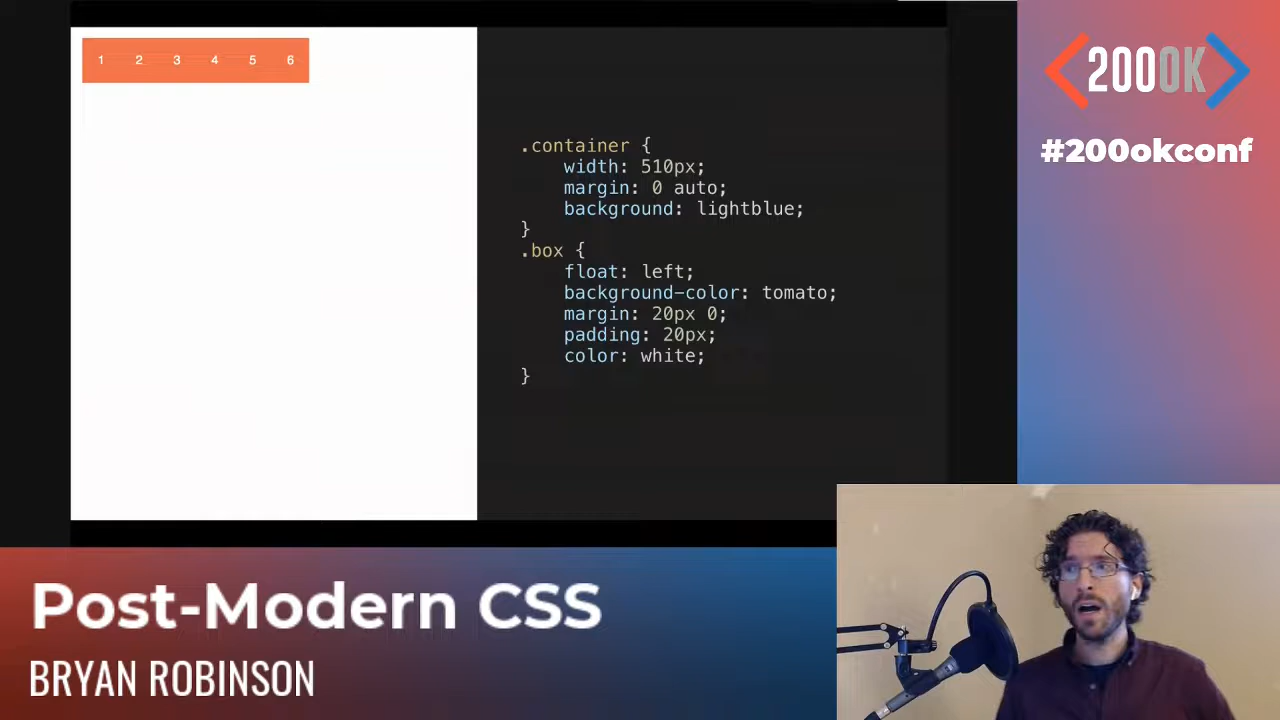 1 2 3 4 5 6
.container {
width: 510px;
margin: 0 auto;
background: lightblue;
}
.box {
float: left;
background-color: tomato;
margin: 20px 0;
padding: 20px;
color: white;
}
<200OK>
#200okconf
Post-Modern CSS
BRYAN ROBINSON